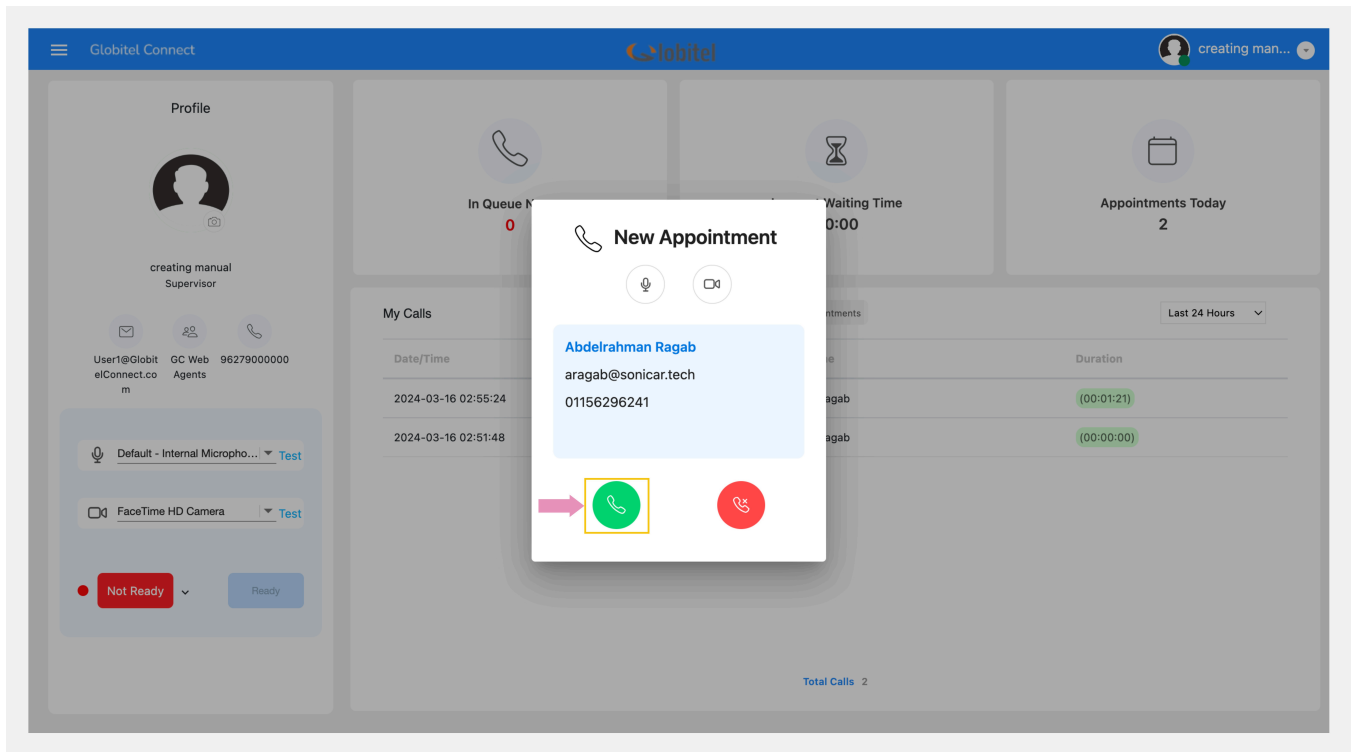 Globitel Connect
Globitel
creating man...
Profile
creating manual
Supervisor
User1@Globit
elConnect.co
m
GC Web
Agents
96279000000
Default - Internal Micropho...
Test
FaceTime HD Camera
Test
Not Ready
Ready
In Queue N
0
Waiting Time
0:00
Appointments Today
2
My Calls
ntments
Last 24 Hours
Date/Time
e
Duration
2024-03-16 02:55:24
agab
(00:01:21)
2024-03-16 02:51:48
agab
(00:00:00)
Total Calls 2
New Appointment
Abdelrahman Ragab
aragab@sonicar.tech
01156296241